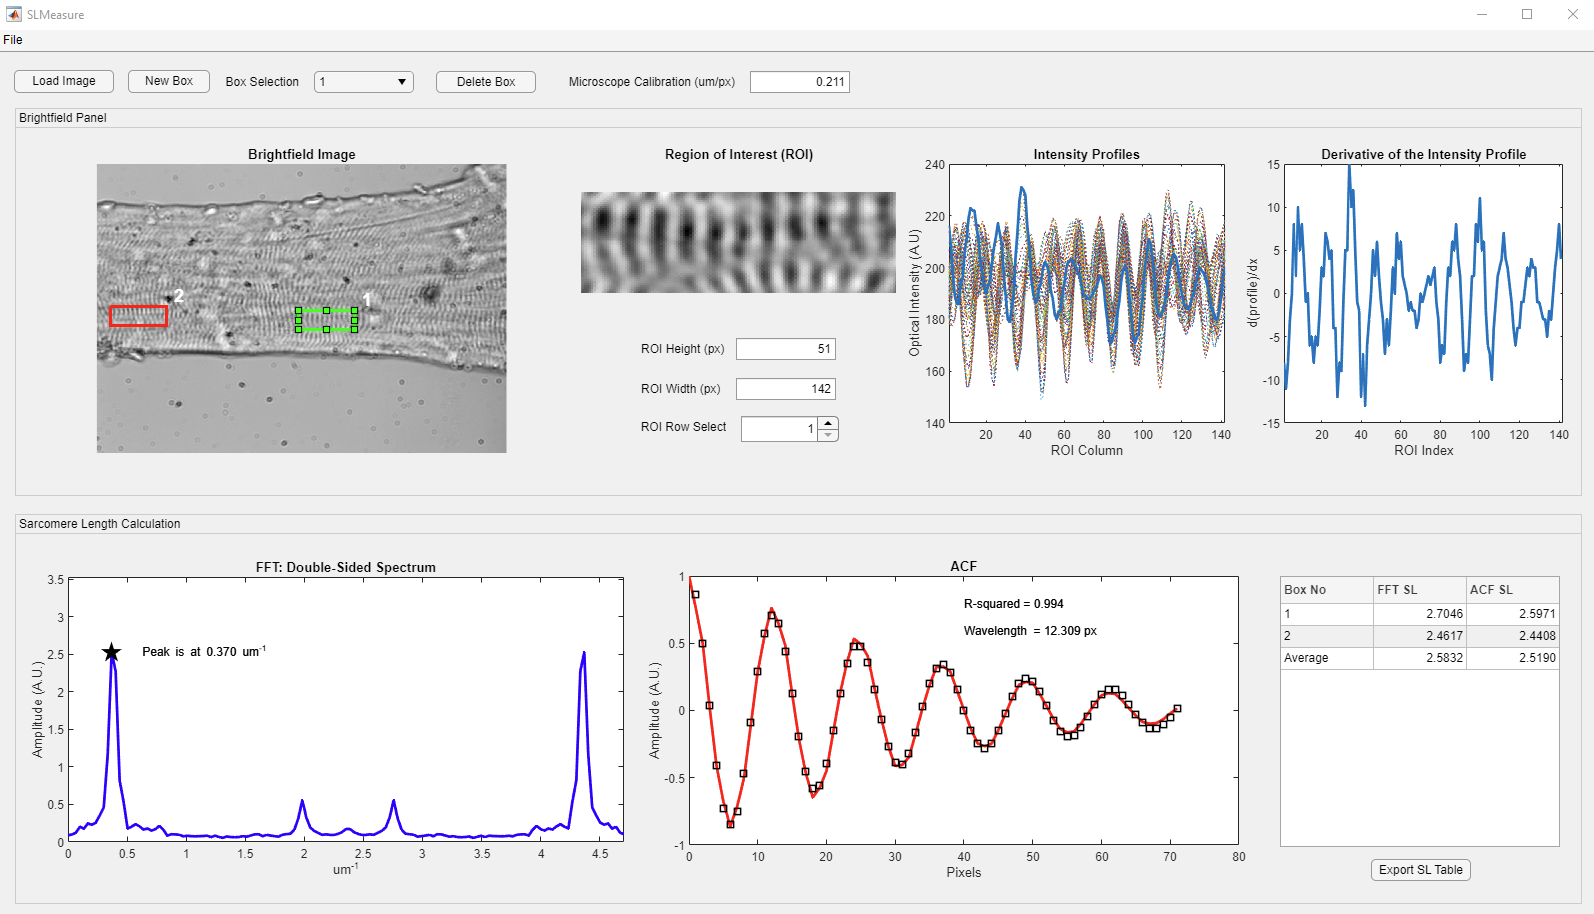 SLMeasure
File
Load Image New Box Box Selection 1 Delete Box Microscope Calibration (um/px) 0.211
Brightfield Panel
Brightfield Image
2
1
Region of Interest (ROI)
ROI Height (px) 51
ROI Width (px) 142
ROI Row Select 1
Intensity Profiles
Optical Intensity (A.U)
240
220
200
180
160
140
20 40 60 80 100 120 140
ROI Column
Derivative of the Intensity Profile
d(profile)/dx
15
10
5
0
-5
-10
-15
20 40 60 80 100 120 140
ROI Index
Sarcomere Length Calculation
FFT: Double-Sided Spectrum
Amplitude (A.U.)
3.5
3
2.5
2
1.5
1
0.5
0
Peak is at 0.370 um-1
0 0.5 1 1.5 2 2.5 3 3.5 4 4.5
um-1
ACF
Amplitude (A.U.)
1
0.5
0
-0.5
-1
R-squared = 0.994
Wavelength = 12.309 px
0 10 20 30 40 50 60 70 80
Pixels
Box No FFT SL ACF SL
1 2.7046 2.5971
2 2.4617 2.4408
Average 2.5832 2.5190
Export SL Table